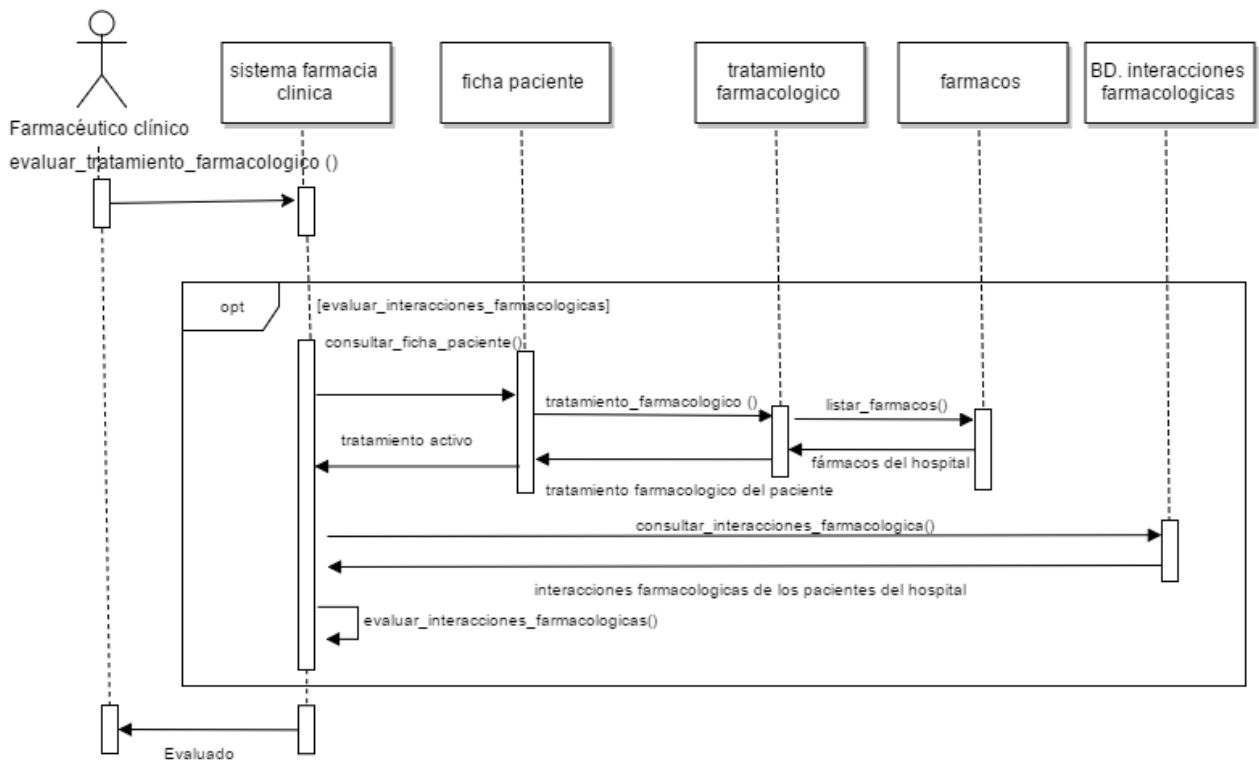 sistema farmacia
clinica
ficha paciente
tratamiento
farmacologico
farmacos
BD. interacciones
farmacologicas
Farmacéutico clínico
evaluar_tratamiento_farmacologico ()
opt
[evaluar_interacciones_farmacologicas]
consultar_ficha_paciente()
tratamiento_farmacologico ()
listar_farmacos()
tratamiento activo
fármacos del hospital
tratamiento farmacologico del paciente
consultar_interacciones_farmacologica()
interacciones farmacologicas de los pacientes del hospital
evaluar_interacciones_farmacologicas()
Evaluado